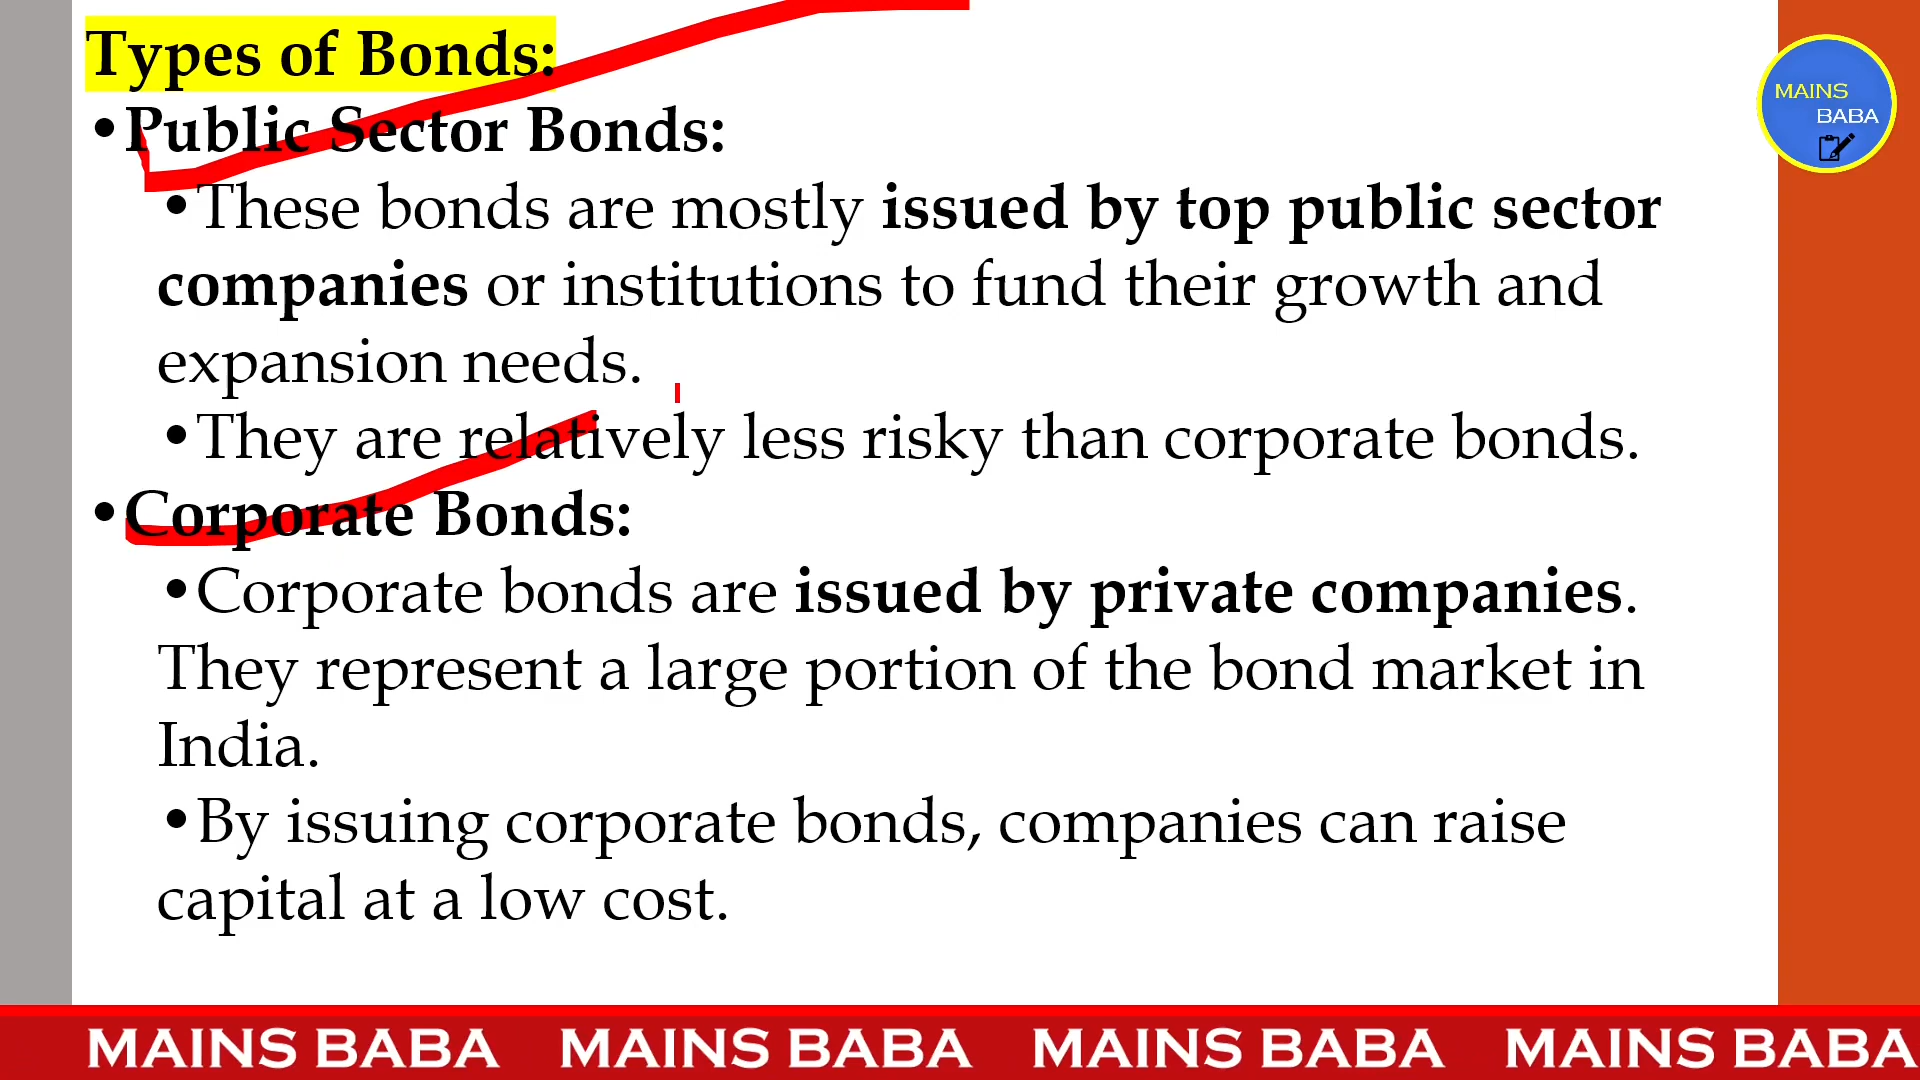 Types of Bonds:
•Public Sector Bonds:
•These bonds are mostly issued by top public sector
companies or institutions to fund their growth and
expansion needs.
•They are relatively less risky than corporate bonds.
•Corporate Bonds:
•Corporate bonds are issued by private companies.
They represent a large portion of the bond market in
India.
•By issuing corporate bonds, companies can raise
capital at a low cost.
MAINS
BABA
MAINS BABA MAINS BABA MAINS BABA MAINS BABA